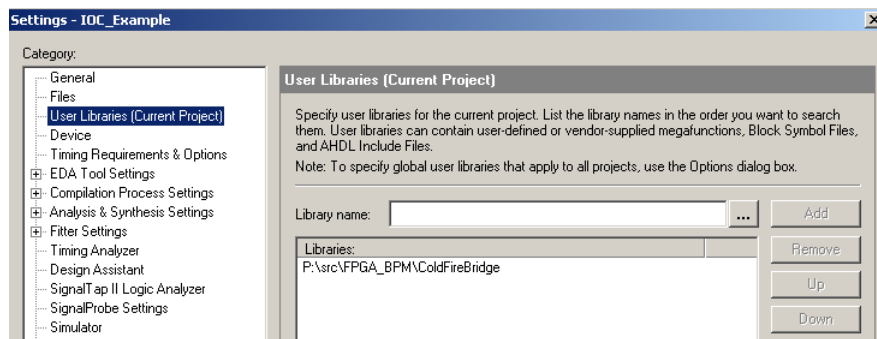 Settings - IOC_Example
Category:
General
Files
User Libraries (Current Project)
Device
Timing Requirements & Options
EDA Tool Settings
Compilation Process Settings
Analysis & Synthesis Settings
Fitter Settings
Timing Analyzer
Design Assistant
SignalTap II Logic Analyzer
SignalProbe Settings
Simulator
User Libraries (Current Project)
Specify user libraries for the current project. List the library names in the order you want to search
them. User libraries can contain user-defined or vendor-supplied megafunctions, Block Symbol Files,
and AHDL Include Files.
Note: To specify global user libraries that apply to all projects, use the Options dialog box.
Library name:
...
Add
Libraries:
P:\src\FPGA_BPM\ColdFireBridge
Remove
Up
Down